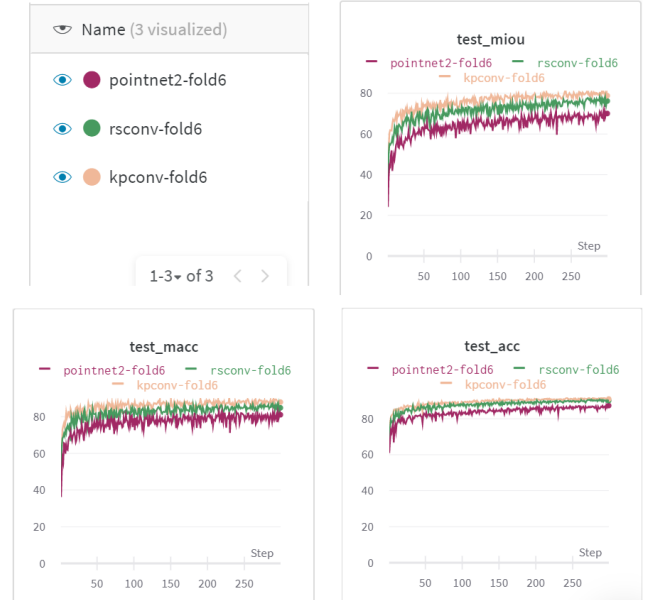 Name (3 visualized)
pointnet2-fold6
rsconv-fold6
kpconv-fold6
1-3 of 3
test_miou
pointnet2-fold6 rsconv-fold6
kpconv-fold6
80
60
40
20
0
Step
50 100 150 200 250
test_macc
pointnet2-fold6 rsconv-fold6
kpconv-fold6
80
60
40
20
0
Step
50 100 150 200 250
test_acc
pointnet2-fold6 rsconv-fold6
kpconv-fold6
80
60
40
20
0
Step
50 100 150 200 250